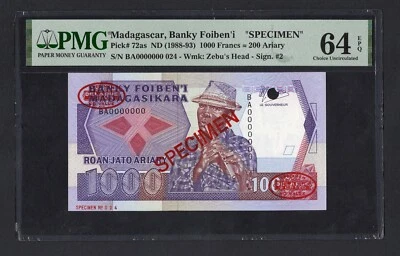 PMG
Madagascar, Banky Foiben'i "SPECIMEN"
Pick# 72as ND (1988-93) 1000 Francs = 200 Ariary
S/N BA0000000 024 - Wmk: Zebu's Head - Sign. #2
PAPER MONEY GUARANTY
64 EPQ
Choice Uncirculated
BANKY FOIBEN'I
MADAGASIKARA
BA0000000
ROANJATO ARIARY
SPECIMEN
1000
100